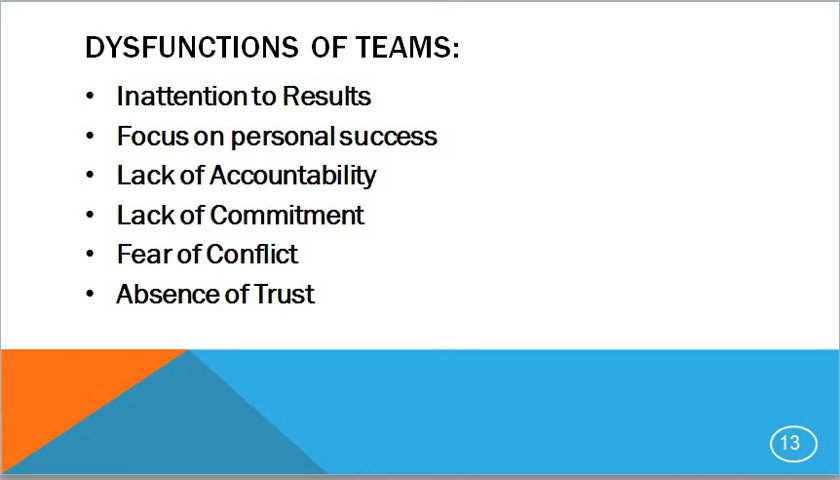 DYSFUNCTIONS OF TEAMS:
• Inattention to Results
• Focus on personal success
• Lack of Accountability
• Lack of Commitment
• Fear of Conflict
• Absence of Trust
13